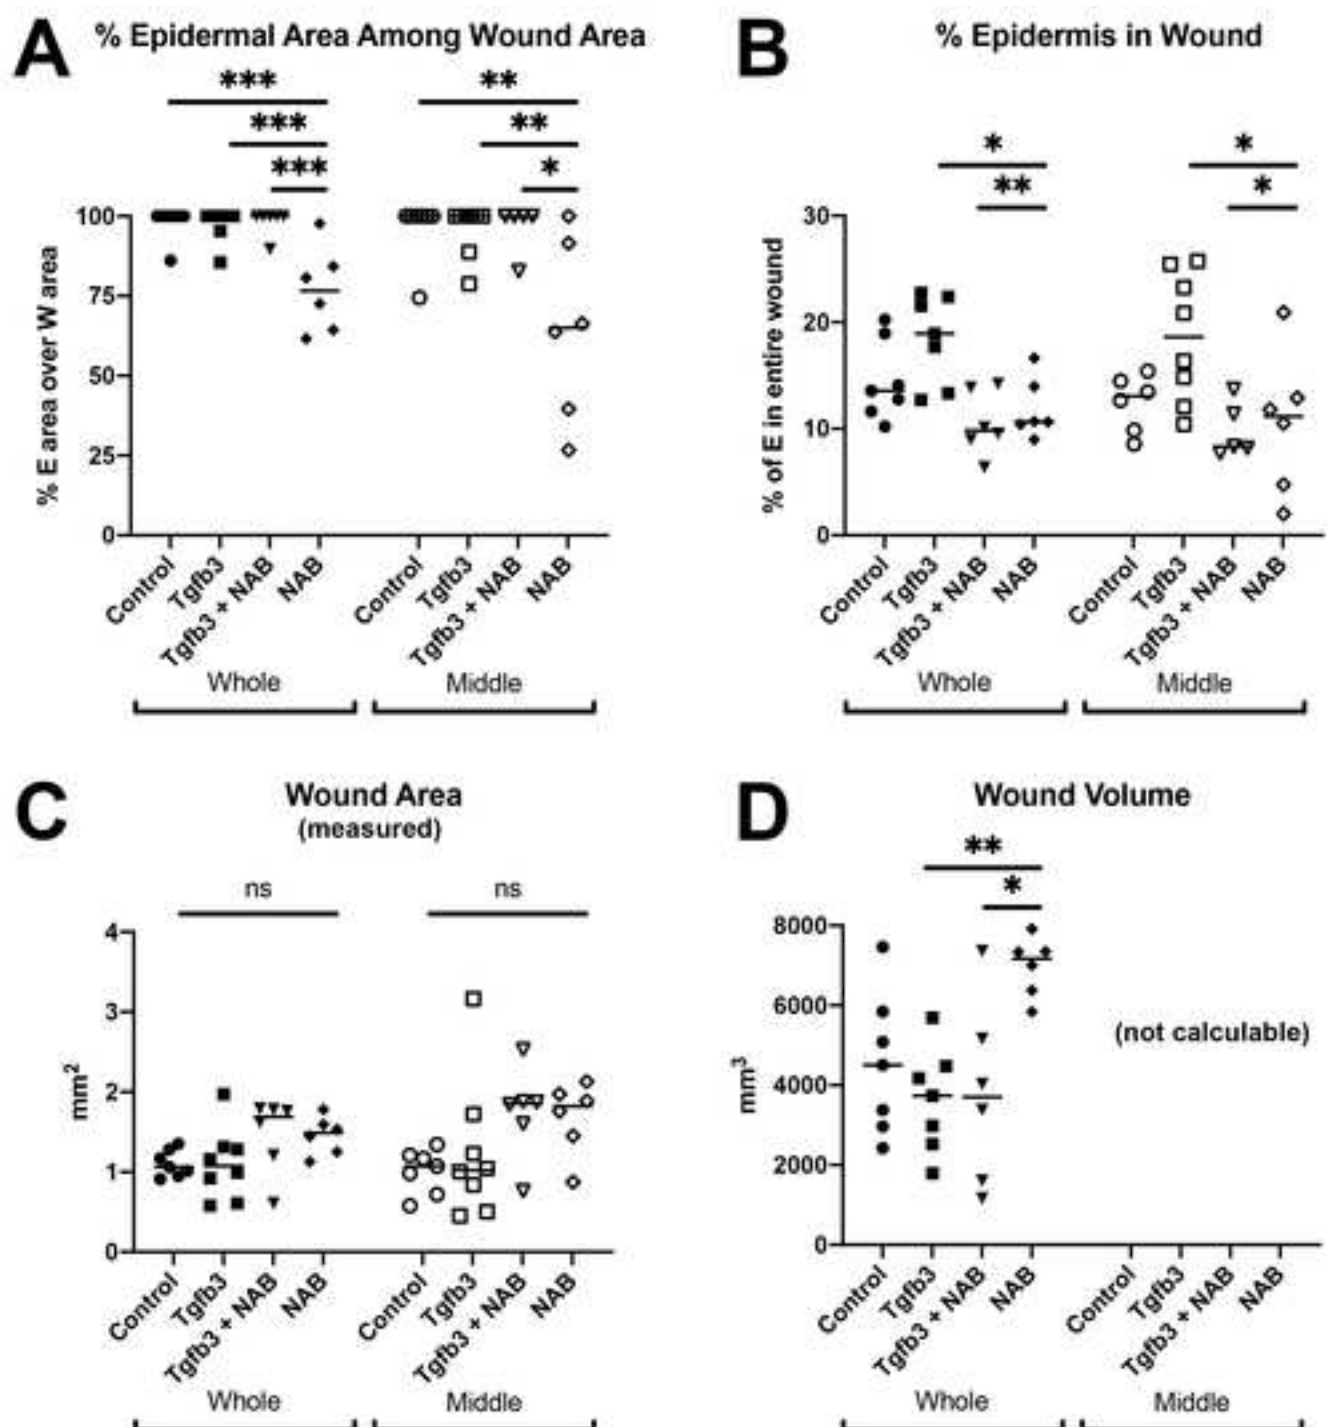 A
% Epidermal Area Among Wound Area
***
***
***
**
**
*
% E area over W area
100
75
50
25
0
Control
Tgfb3
Tgfb3 + NAB
NAB
Control
Tgfb3
Tgfb3 + NAB
NAB
Whole
Middle
B
% Epidermis in Wound
*
**
*
*
% of E in entire wound
30
20
10
0
Control
Tgfb3
Tgfb3 + NAB
NAB
Control
Tgfb3
Tgfb3 + NAB
NAB
Whole
Middle
C
Wound Area
(measured)
ns
ns
mm²
4
3
2
1
0
Control
Tgfb3
Tgfb3 + NAB
NAB
Control
Tgfb3
Tgfb3 + NAB
NAB
Whole
Middle
D
Wound Volume
**
*
mm³
8000
6000
4000
2000
0
(not calculable)
Control
Tgfb3
Tgfb3 + NAB
NAB
Control
Tgfb3
Tgfb3 + NAB
NAB
Whole
Middle